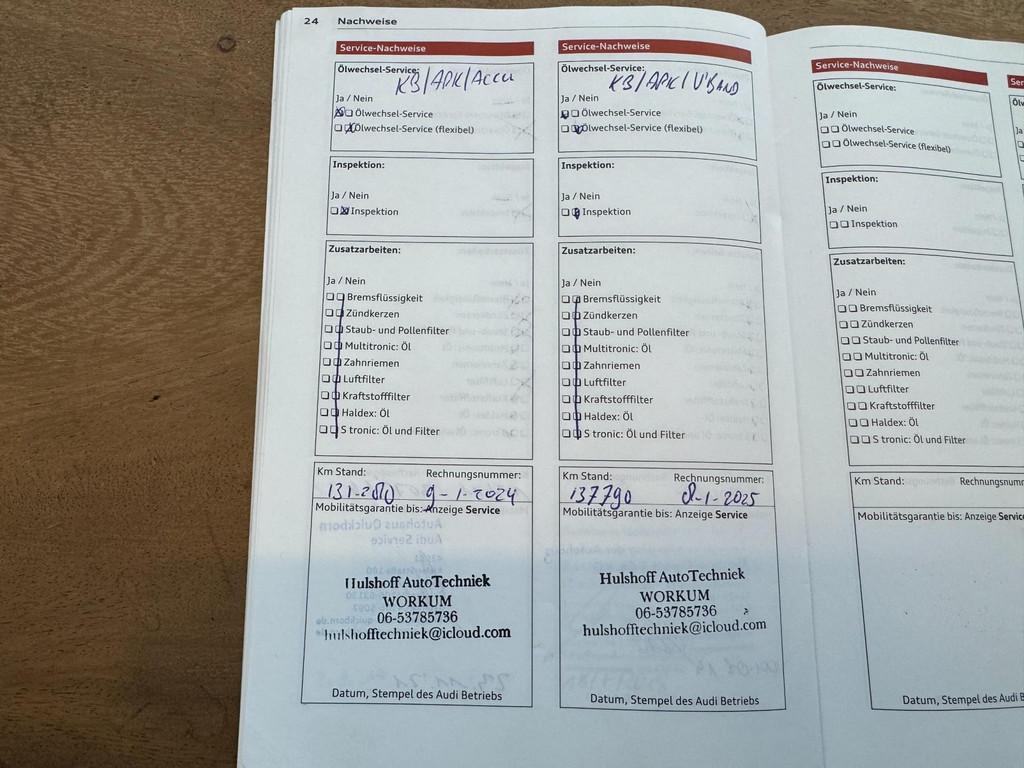 24 Nachweise
Service-Nachweise
Ölwechsel-Service:
KB/APK/Accu
Ja / Nein
Ölwechsel-Service
Ölwechsel-Service (flexibel)
Inspektion:
Ja / Nein
Inspektion
Zusatzarbeiten:
Ja / Nein
Bremsflüssigkeit
Zündkerzen
Staub- und Pollenfilter
Multitronic: Öl
Zahnriemen
Luftfilter
Kraftstofffilter
Haldex: Öl
S tronic: Öl und Filter
Km Stand: Rechnungsnummer:
9-1-2024
Mobilitätsgarantie bis: Anzeige Service
Hulshoff AutoTechniek
WORKUM
06-53785736
hulshofftechniek@icloud.com
Datum, Stempel des Audi Betriebs
Service-Nachweise
Ölwechsel-Service:
KB/APK/V'BAND
Ja / Nein
Ölwechsel-Service
Ölwechsel-Service (flexibel)
Inspektion:
Ja / Nein
Inspektion
Zusatzarbeiten:
Ja / Nein
Bremsflüssigkeit
Zündkerzen
Staub- und Pollenfilter
Multitronic: Öl
Zahnriemen
Luftfilter
Kraftstofffilter
Haldex: Öl
S tronic: Öl und Filter
Km Stand: Rechnungsnummer:
137790 8-1-2025
Mobilitätsgarantie bis: Anzeige Service
Hulshoff AutoTechniek
WORKUM
06-53785736
hulshofftechniek@icloud.com
Datum, Stempel des Audi Betriebs
Service-Nachweise
Ölwechsel-Service:
Ja / Nein
Ölwechsel-Service
Ölwechsel-Service (flexibel)
Inspektion:
Ja / Nein
Inspektion
Zusatzarbeiten:
Ja / Nein
Bremsflüssigkeit
Zündkerzen
Staub- und Pollenfilter
Multitronic: Öl
Zahnriemen
Luftfilter
Kraftstofffilter
Haldex: Öl
S tronic: Öl und Filter
Km Stand:
Mobilitätsgarantie bis: Anzeige
Datum, Stempel des Audi